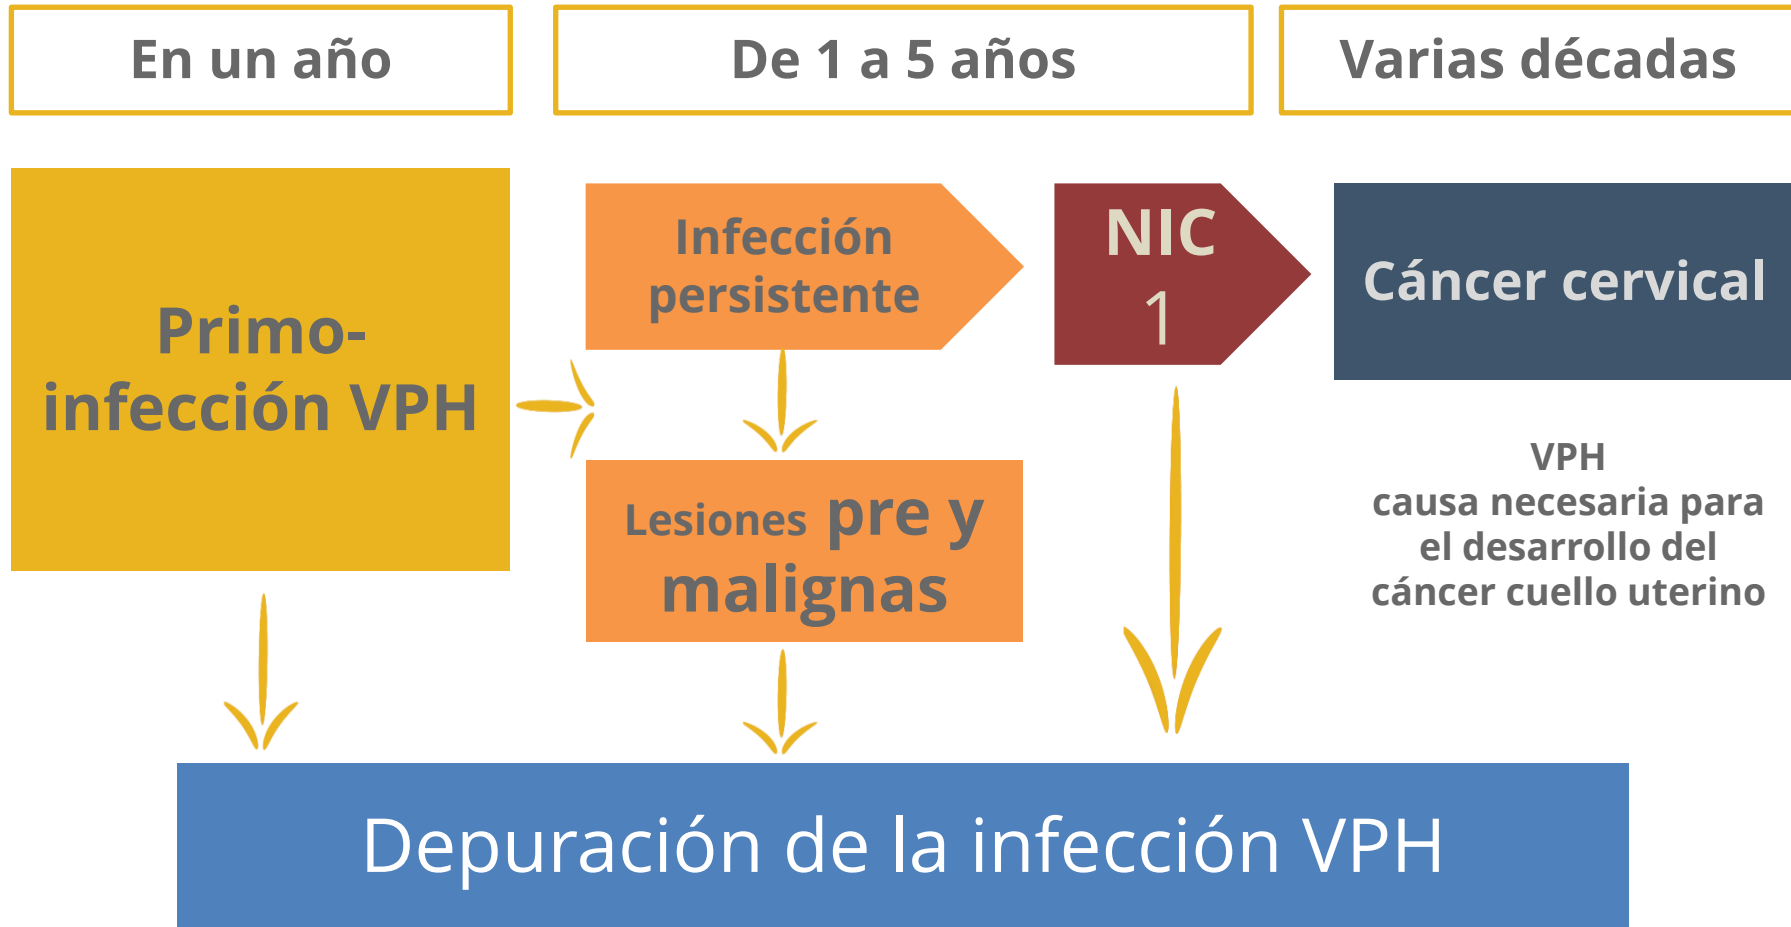 En un año
De 1 a 5 años
Varias décadas
Primo-
infección VPH
Infección
persistente
NIC
1
Cáncer cervical
Lesiones pre y
malignas
VPH
causa necesaria para
el desarrollo del
cáncer cuello uterino
Depuración de la infección VPH